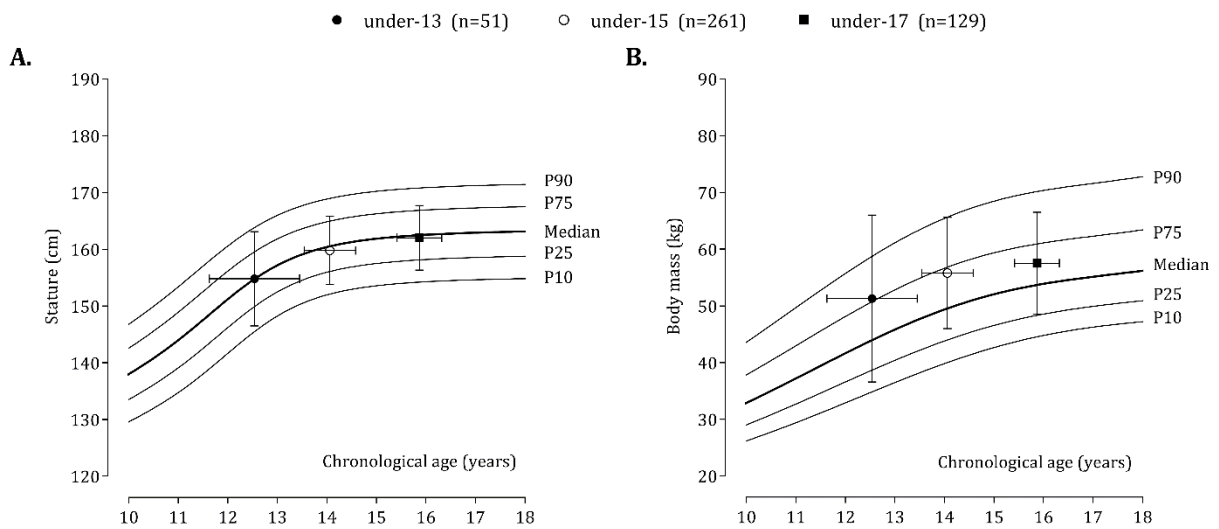 under-13 (n=51) under-15 (n=261) under-17 (n=129)
A.
190
180
170
160
150
140
130
120
Stature (cm)
P90
P75
Median
P25
P10
Chronological age (years)
10 11 12 13 14 15 16 17 18
B.
90
80
70
60
50
40
30
20
Body mass (kg)
P90
P75
Median
P25
P10
Chronological age (years)
10 11 12 13 14 15 16 17 18